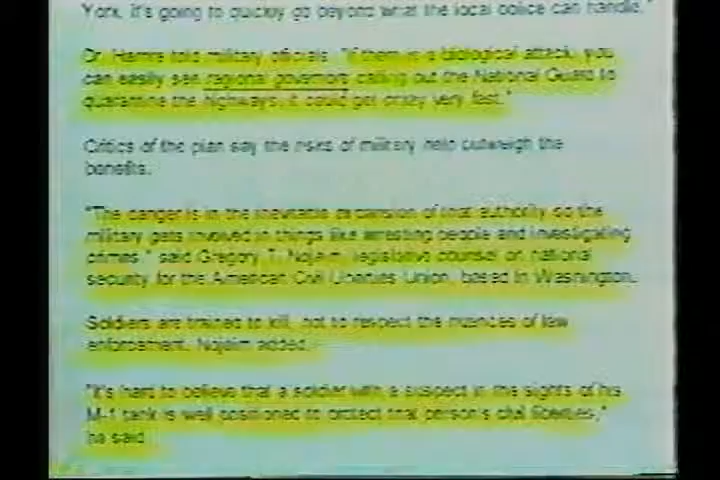 York, it's going to quickly go beyond what the local police can handle."
Dr. Hamre told military officials. "If there is a biological attack, you
can easily see regional governors calling out the National Guard to
quarantine the highways. It could get crazy very fast."
Critics of the plan say the risks of military help outweigh the
benefits.
"The danger is in the inevitable expansion of that authority so the
military gets involved in things like arresting people and investigating
crimes," said Gregory T. Nojeim, legislative counsel on national
security for the American Civil Liberties Union, based in Washington.
Soldiers are trained to kill, not to respect the nuances of law
enforcement, Nojeim added.
"It's hard to believe that a soldier with a suspect in the sights of his
M-1 tank is well positioned to protect that person's civil liberties,"
he said.